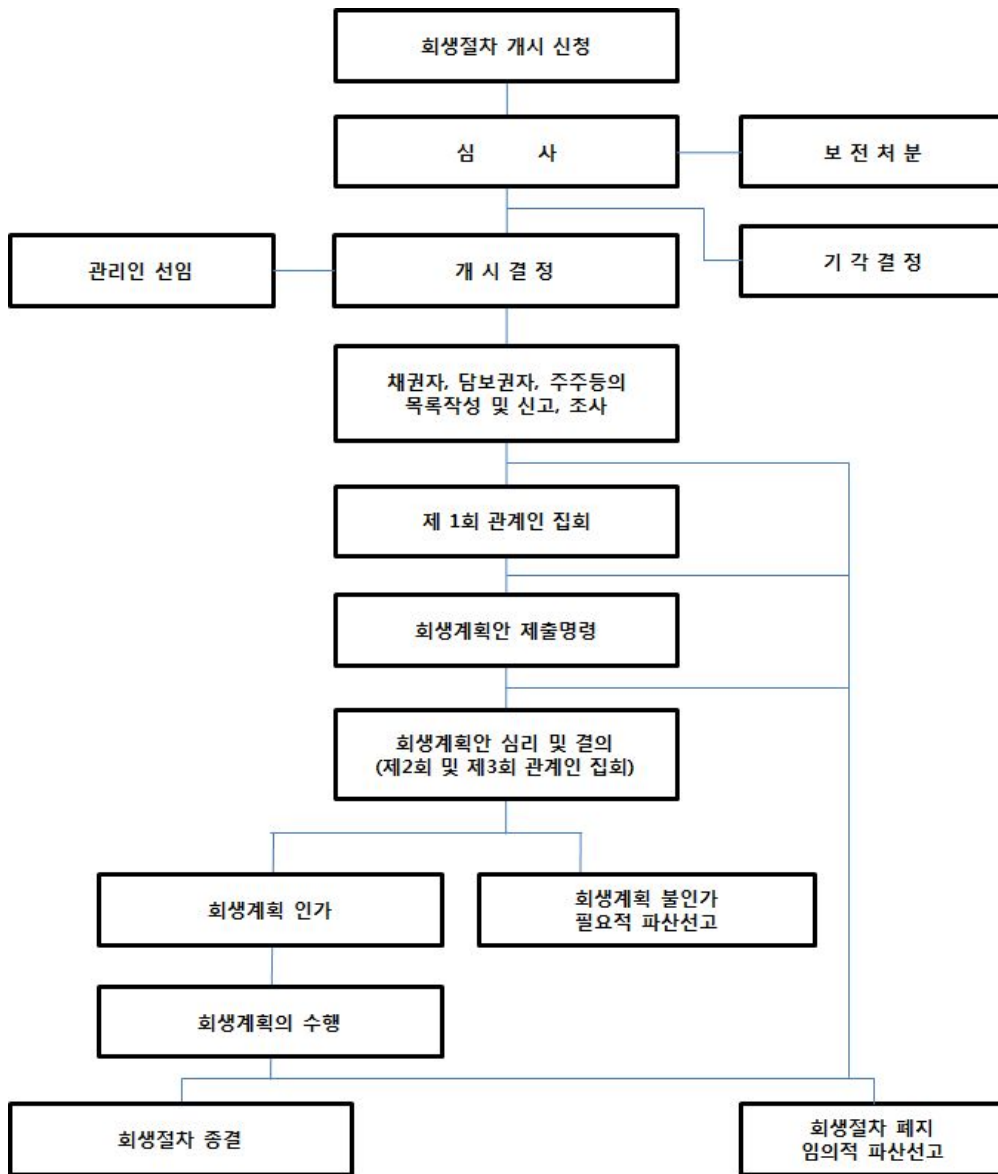 회생절차 개시 신청
심 사
보 전 처 분
관리인 선임
개 시 결 정
기 각 결 정
채권자, 담보권자, 주주등의
목록작성 및 신고, 조사
제 1회 관계인 집회
회생계획안 제출명령
회생계획안 심리 및 결의
(제2회 및 제3회 관계인 집회)
회생계획 인가
회생계획 불인가
필요적 파산선고
회생계획의 수행
회생절차 종결
회생절차 폐지
임의적 파산선고